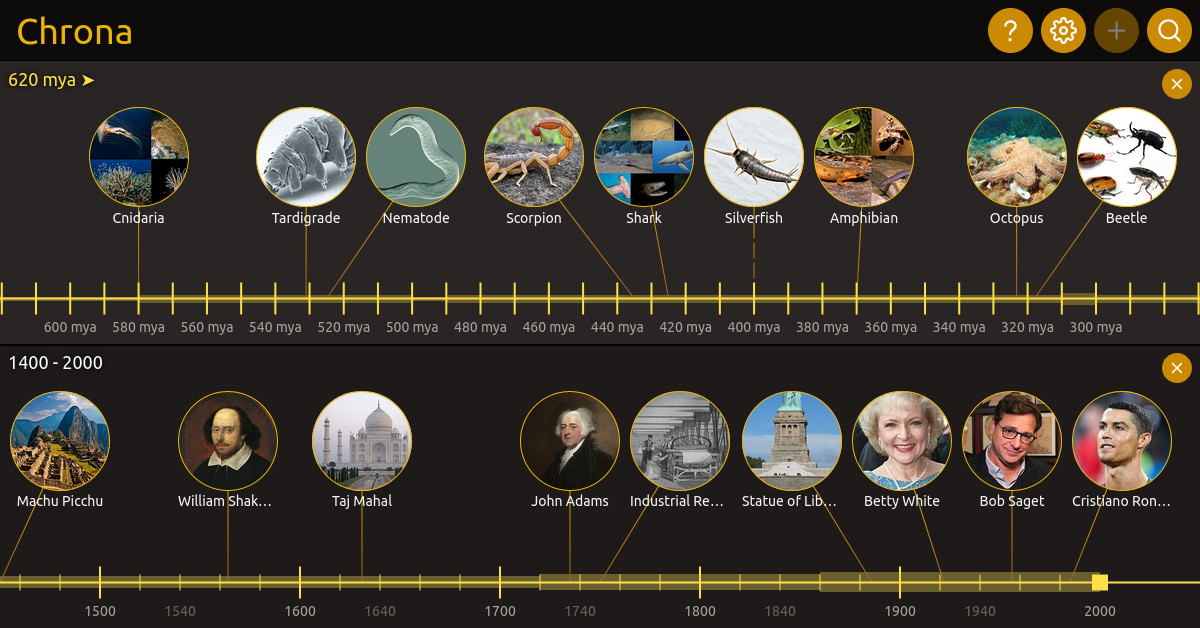 Chrona
?
620 mya ➤
Cnidaria
Tardigrade
Nematode
Scorpion
Shark
Silverfish
Amphibian
Octopus
Beetle
600 mya 580 mya 560 mya 540 mya 520 mya 500 mya 480 mya 460 mya 440 mya 420 mya 400 mya 380 mya 360 mya 340 mya 320 mya 300 mya
1400 - 2000
Machu Picchu
William Shak…
Taj Mahal
John Adams
Industrial Re…
Statue of Lib…
Betty White
Bob Saget
Cristiano Ron…
1500 1540 1600 1640 1700 1740 1800 1840 1900 1940 2000